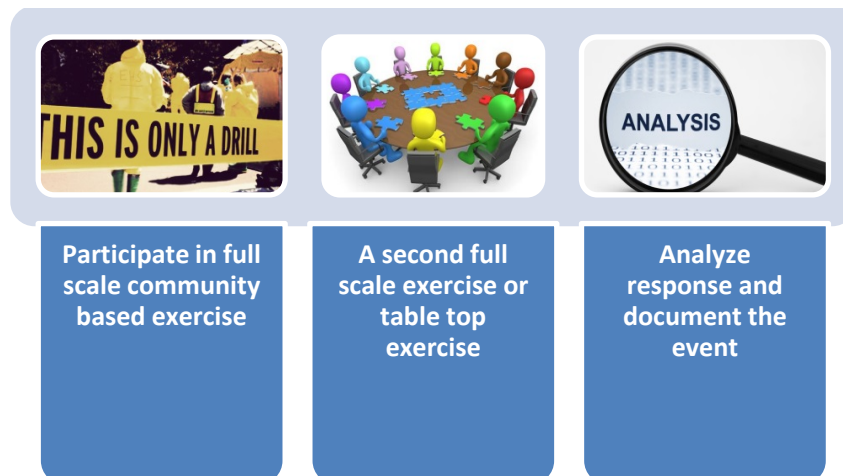 THIS IS ONLY A DRILL
ANALYSIS
Participate in full
scale community
based exercise
A second full
scale exercise or
table top
exercise
Analyze
response and
document the
event